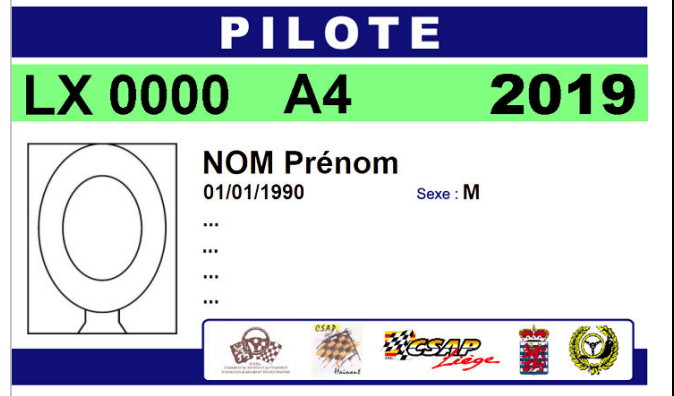 PILOTE
LX 0000 A4 2019
NOM Prénom
01/01/1990 Sexe : M
...
...
...
...
CSAP
Hainaut
CSAP
Liège